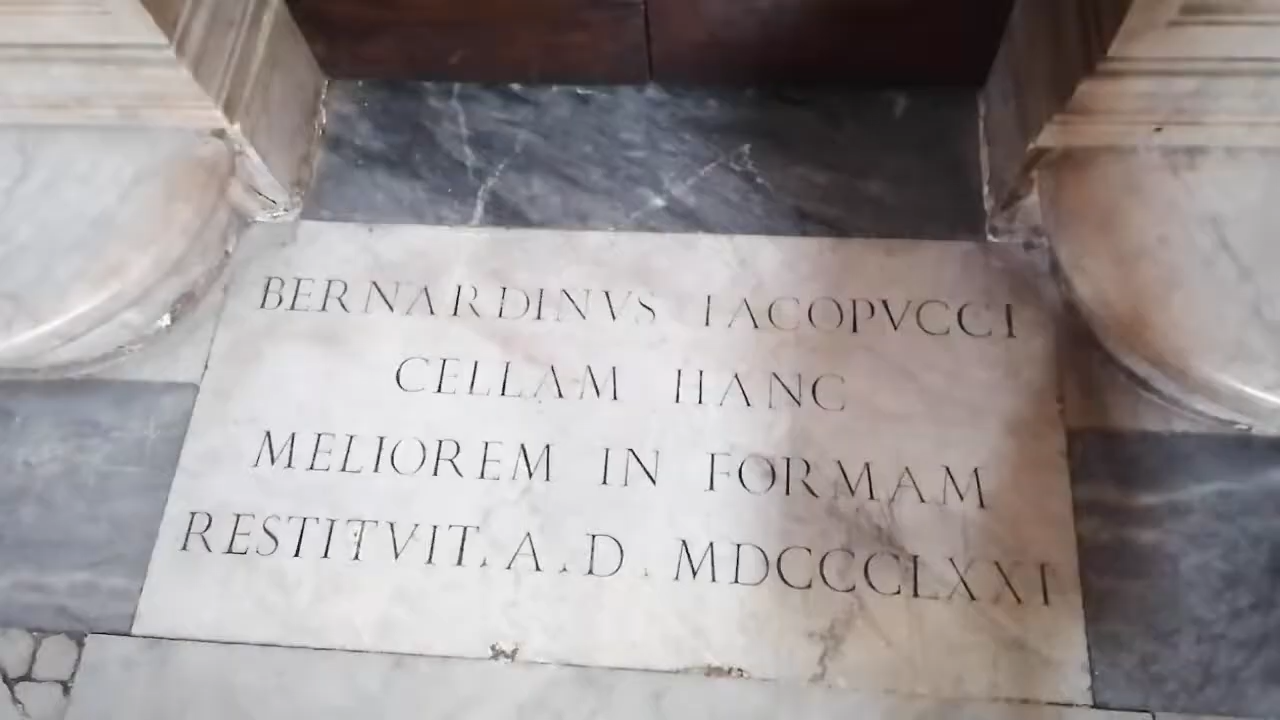 BERNARDINVS IACOPVCCI
CELLAM HANC
MELIOREM IN FORMAM
RESTITVIT. A . D . MDCCCLXXI